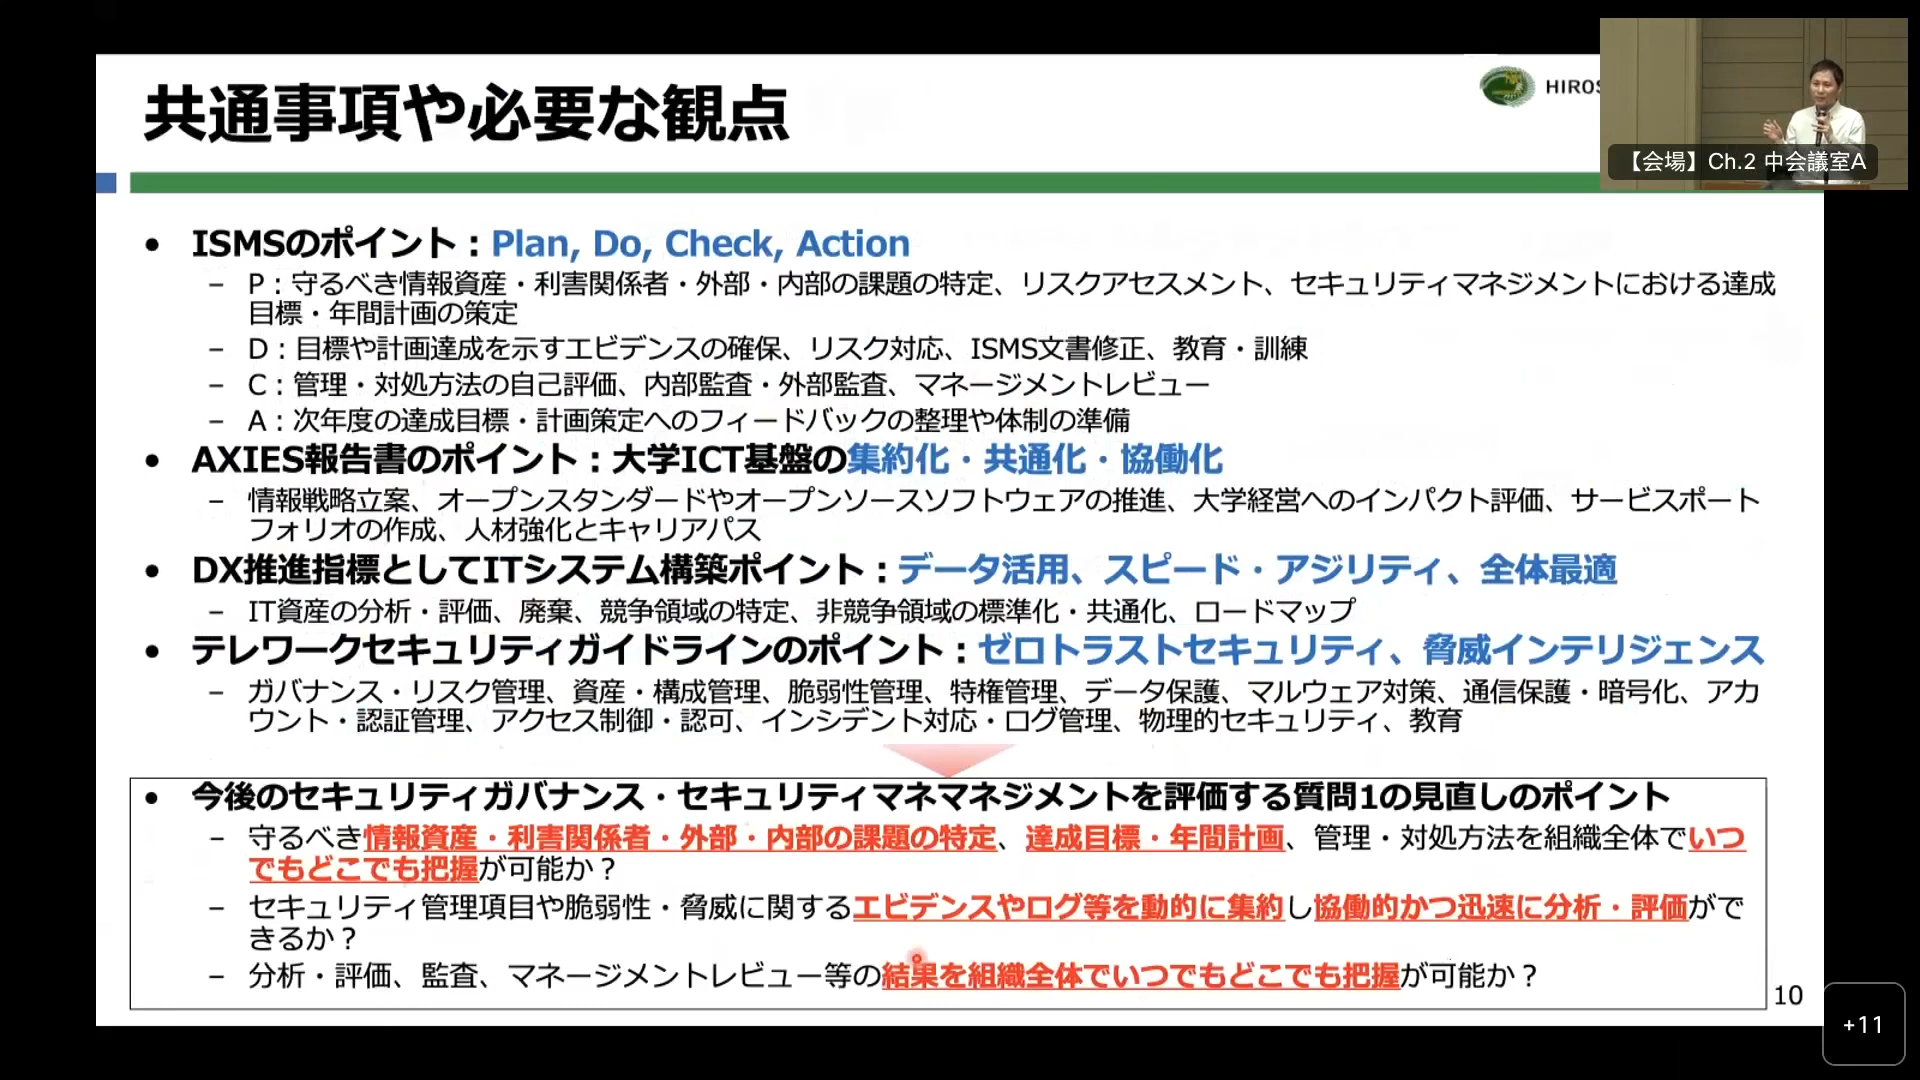 共通事項や必要な観点
HIROS
【会場】Ch.2 中会議室A
• ISMSのポイント：Plan, Do, Check, Action
– P：守るべき情報資産・利害関係者・外部・内部の課題の特定、リスクアセスメント、セキュリティマネジメントにおける達成
目標・年間計画の策定
– D：目標や計画達成を示すエビデンスの確保、リスク対応、ISMS文書修正、教育・訓練
– C：管理・対処方法の自己評価、内部監査・外部監査、マネージメントレビュー
– A：次年度の達成目標・計画策定へのフィードバックの整理や体制の準備
• AXIES報告書のポイント：大学ICT基盤の集約化・共通化・協働化
– 情報戦略立案、オープンスタンダードやオープンソースソフトウェアの推進、大学経営へのインパクト評価、サービスポート
フォリオの作成、人材強化とキャリアパス
• DX推進指標としてITシステム構築ポイント：データ活用、スピード・アジリティ、全体最適
– IT資産の分析・評価、廃棄、競争領域の特定、非競争領域の標準化・共通化、ロードマップ
• テレワークセキュリティガイドラインのポイント：ゼロトラストセキュリティ、脅威インテリジェンス
– ガバナンス・リスク管理、資産・構成管理、脆弱性管理、特権管理、データ保護、マルウェア対策、通信保護・暗号化、アカ
ウント・認証管理、アクセス制御・認可、インシデント対応・ログ管理、物理的セキュリティ、教育
• 今後のセキュリティガバナンス・セキュリティマネマネジメントを評価する質問1の見直しのポイント
– 守るべき情報資産・利害関係者・外部・内部の課題の特定、達成目標・年間計画、管理・対処方法を組織全体でいつ
でもどこでも把握が可能か？
– セキュリティ管理項目や脆弱性・脅威に関するエビデンスやログ等を動的に集約し協働的かつ迅速に分析・評価がで
きるか？
– 分析・評価、監査、マネージメントレビュー等の結果を組織全体でいつでもどこでも把握が可能か？
10
+11